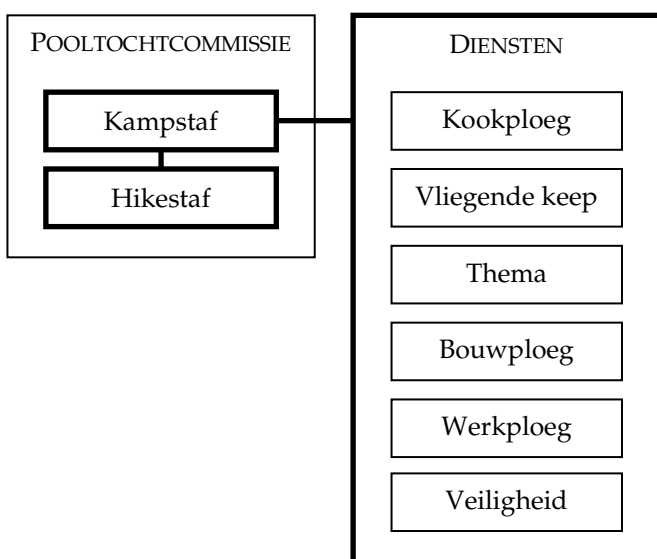 POOLTOCHTCOMMISSIE
Kampstaf
Hikestaf
DIENSTEN
Kookploeg
Vliegende keep
Thema
Bouwploeg
Werkploeg
Veiligheid